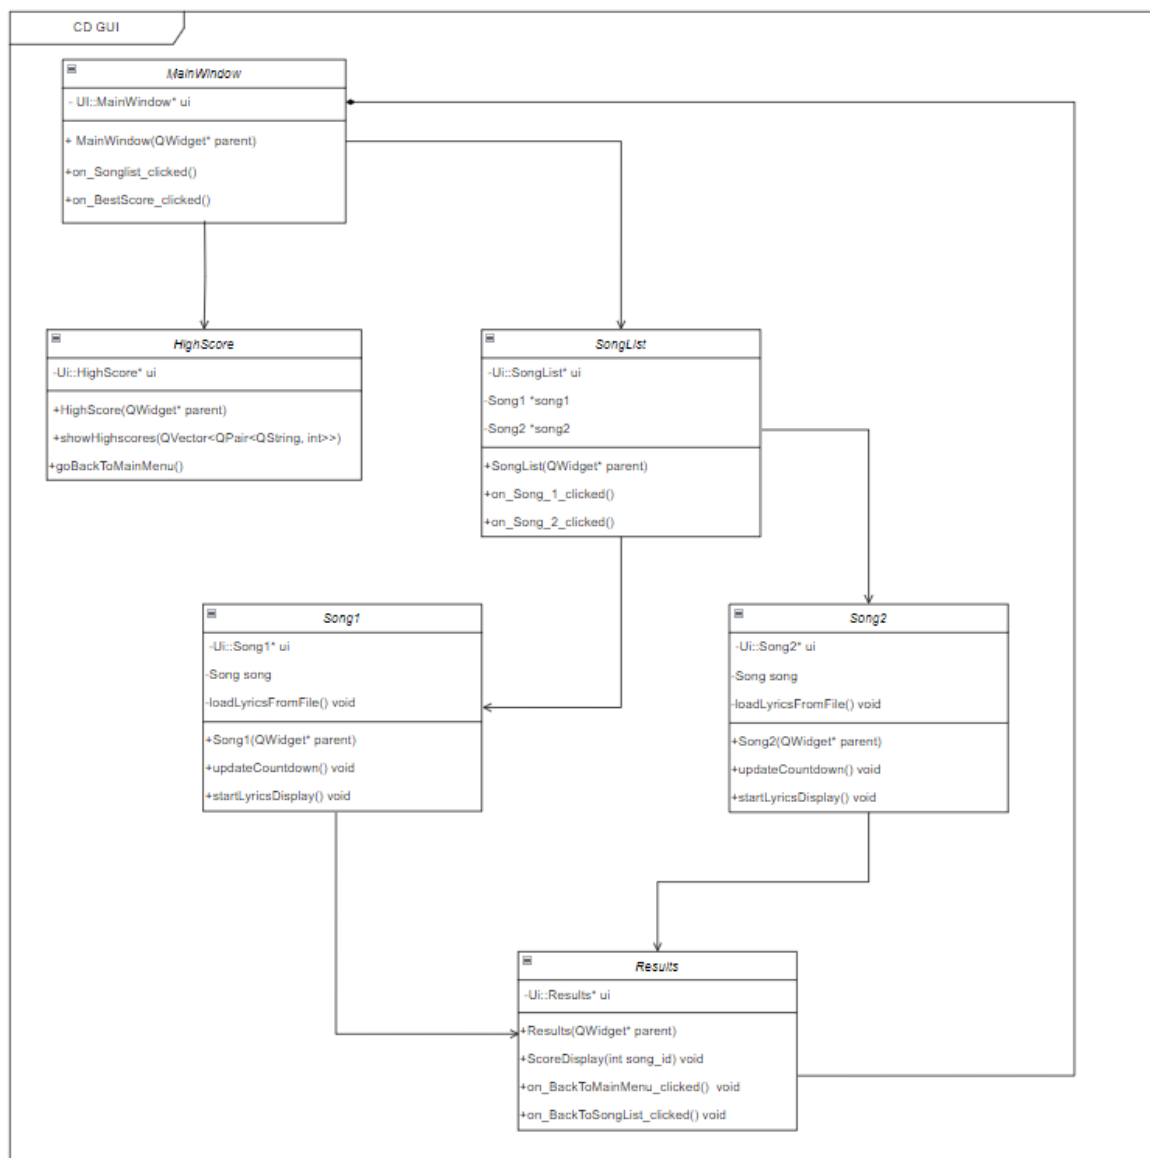 CD GUI
MainWindow
- UI::MainWindow* ui
+ MainWindow(QWidget* parent)
+on_Songlist_clicked()
+on_BestScore_clicked()
HighScore
-Ui::HighScore* ui
+HighScore(QWidget* parent)
+showHighscores(QVector<QPair<QString, int>>)
+goBackToMainMenu()
SongList
-Ui::SongList* ui
-Song1 *song1
-Song2 *song2
+SongList(QWidget* parent)
+on_Song_1_clicked()
+on_Song_2_clicked()
Song1
-Ui::Song1* ui
-Song song
-loadLyricsFromFile() void
+Song1(QWidget* parent)
+updateCountdown() void
+startLyricsDisplay() void
Song2
-Ui::Song2* ui
-Song song
-loadLyricsFromFile() void
+Song2(QWidget* parent)
+updateCountdown() void
+startLyricsDisplay() void
Results
-Ui::Results* ui
+Results(QWidget* parent)
+ScoreDisplay(int song_id) void
+on_BackToMainMenu_clicked() void
+on_BackToSongList_clicked() void